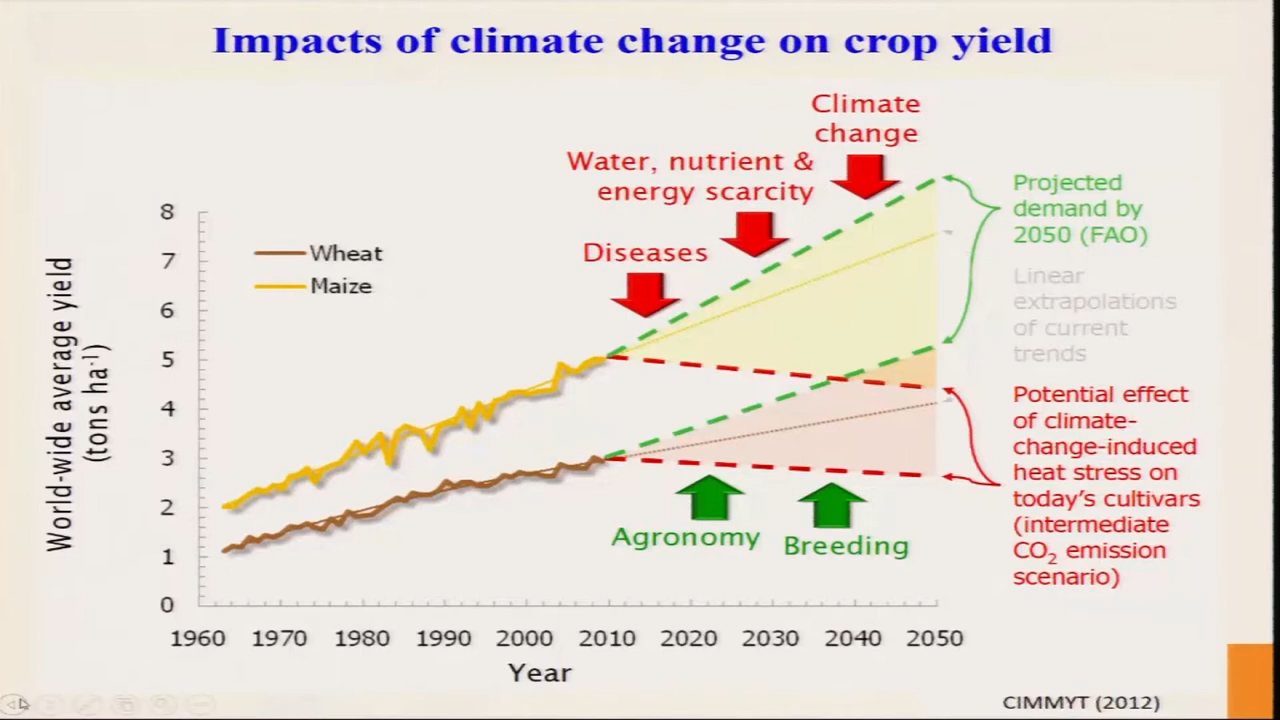 Impacts of climate change on crop yield
Climate
change
Water, nutrient &
energy scarcity
Diseases
Wheat
Maize
World-wide average yield
(tons ha⁻¹)
8
7
6
5
4
3
2
1
0
Projected
demand by
2050 (FAO)
Linear
extrapolations
of current
trends
Potential effect
of climate-
change-induced
heat stress on
today's cultivars
(intermediate
CO₂ emission
scenario)
Agronomy
Breeding
1960 1970 1980 1990 2000 2010 2020 2030 2040 2050
Year
CIMMYT (2012)